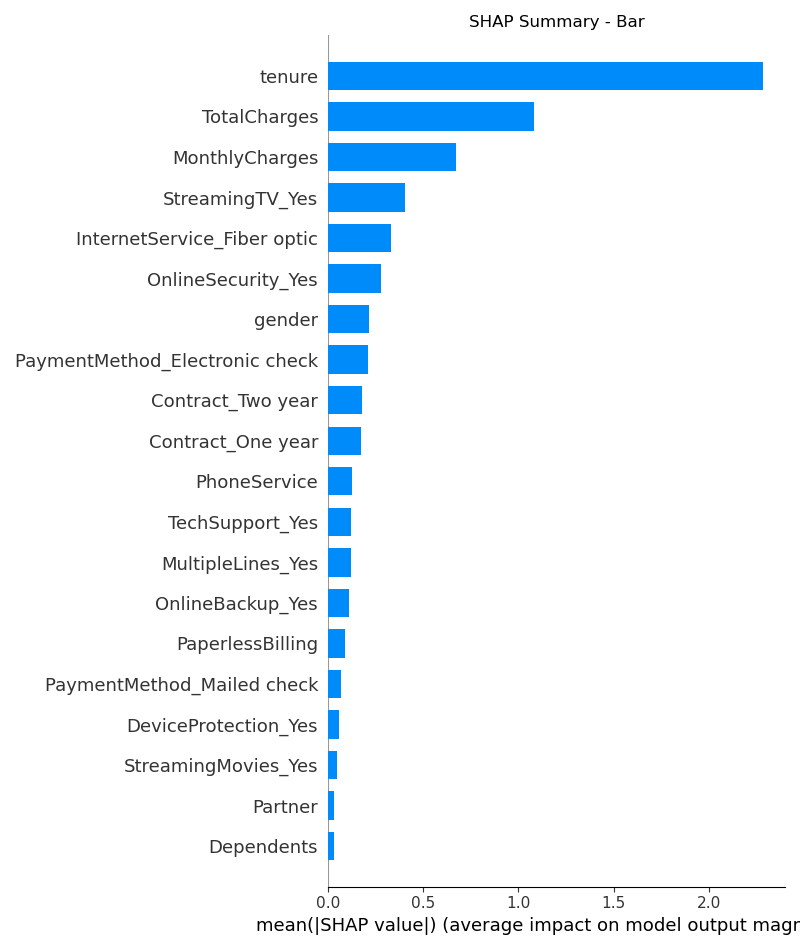 SHAP Summary - Bar
tenure
TotalCharges
MonthlyCharges
StreamingTV_Yes
InternetService_Fiber optic
OnlineSecurity_Yes
gender
PaymentMethod_Electronic check
Contract_Two year
Contract_One year
PhoneService
TechSupport_Yes
MultipleLines_Yes
OnlineBackup_Yes
PaperlessBilling
PaymentMethod_Mailed check
DeviceProtection_Yes
StreamingMovies_Yes
Partner
Dependents
0.0 0.5 1.0 1.5 2.0
mean(|SHAP value|) (average impact on model output magr